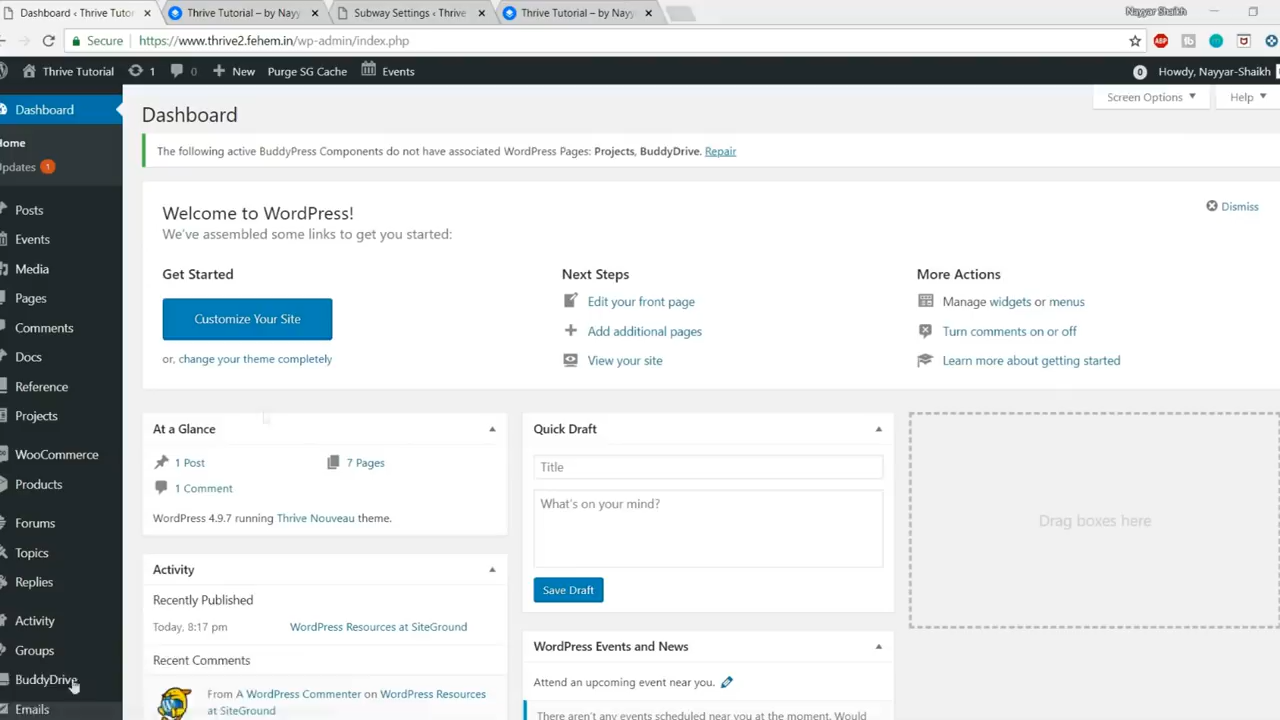 Dashboard ‹ Thrive Tutor
Thrive Tutorial – by Nayy
Subway Settings ‹ Thrive
Thrive Tutorial – by Nay
Nayyar Shaikh
Secure https://www.thrive2.fehem.in/wp-admin/index.php
ABP
Thrive Tutorial 1 0 New Purge SG Cache Events 0 Howdy, Nayyar-Shaikh
Dashboard
Screen Options Help
Dashboard
Home
The following active BuddyPress Components do not have associated WordPress Pages: Projects, BuddyDrive. Repair
Updates 1
Posts
Events
Media
Pages
Comments
Docs
Reference
Projects
WooCommerce
Products
Forums
Topics
Replies
Activity
Groups
BuddyDrive
Emails
Welcome to WordPress!
Dismiss
We've assembled some links to get you started:
Get Started
Customize Your Site
or, change your theme completely
Next Steps
Edit your front page
Add additional pages
View your site
More Actions
Manage widgets or menus
Turn comments on or off
Learn more about getting started
At a Glance
1 Post
7 Pages
1 Comment
WordPress 4.9.7 running Thrive Nouveau theme.
Activity
Recently Published
Today, 8:17 pm WordPress Resources at SiteGround
Recent Comments
From A WordPress Commenter on WordPress Resources
at SiteGround
Quick Draft
Title
What's on your mind?
Save Draft
WordPress Events and News
Attend an upcoming event near you.
There aren't any events scheduled near you at the moment. Would
Drag boxes here